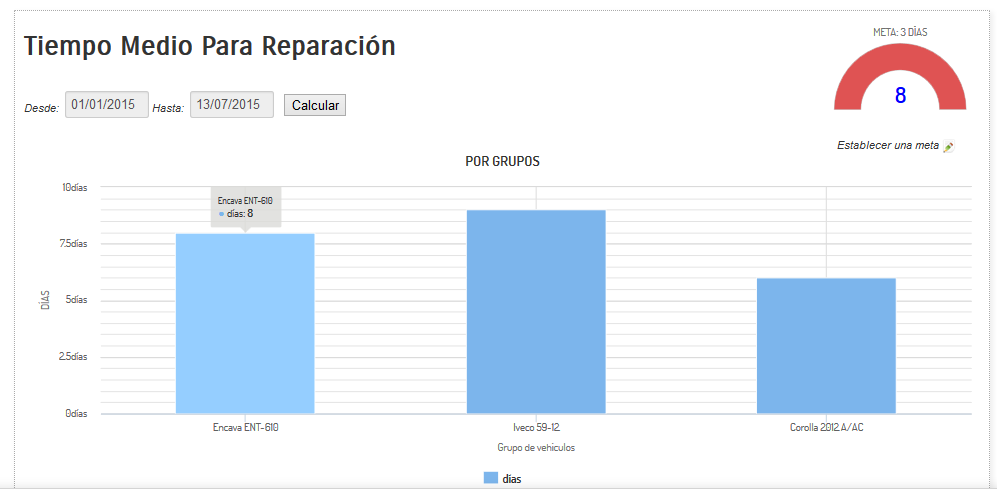 META: 3 DÍAS
Tiempo Medio Para Reparación
8
Desde: 01/01/2015 Hasta: 13/07/2015 Calcular
Establecer una meta
POR GRUPOS
10días
Encava ENT-610
días: 8
7.5días
5días
DÍAS
2.5días
0días
Encava ENT-610 Iveco 59-12 Corolla 2012 A/AC
Grupo de vehiculos
días